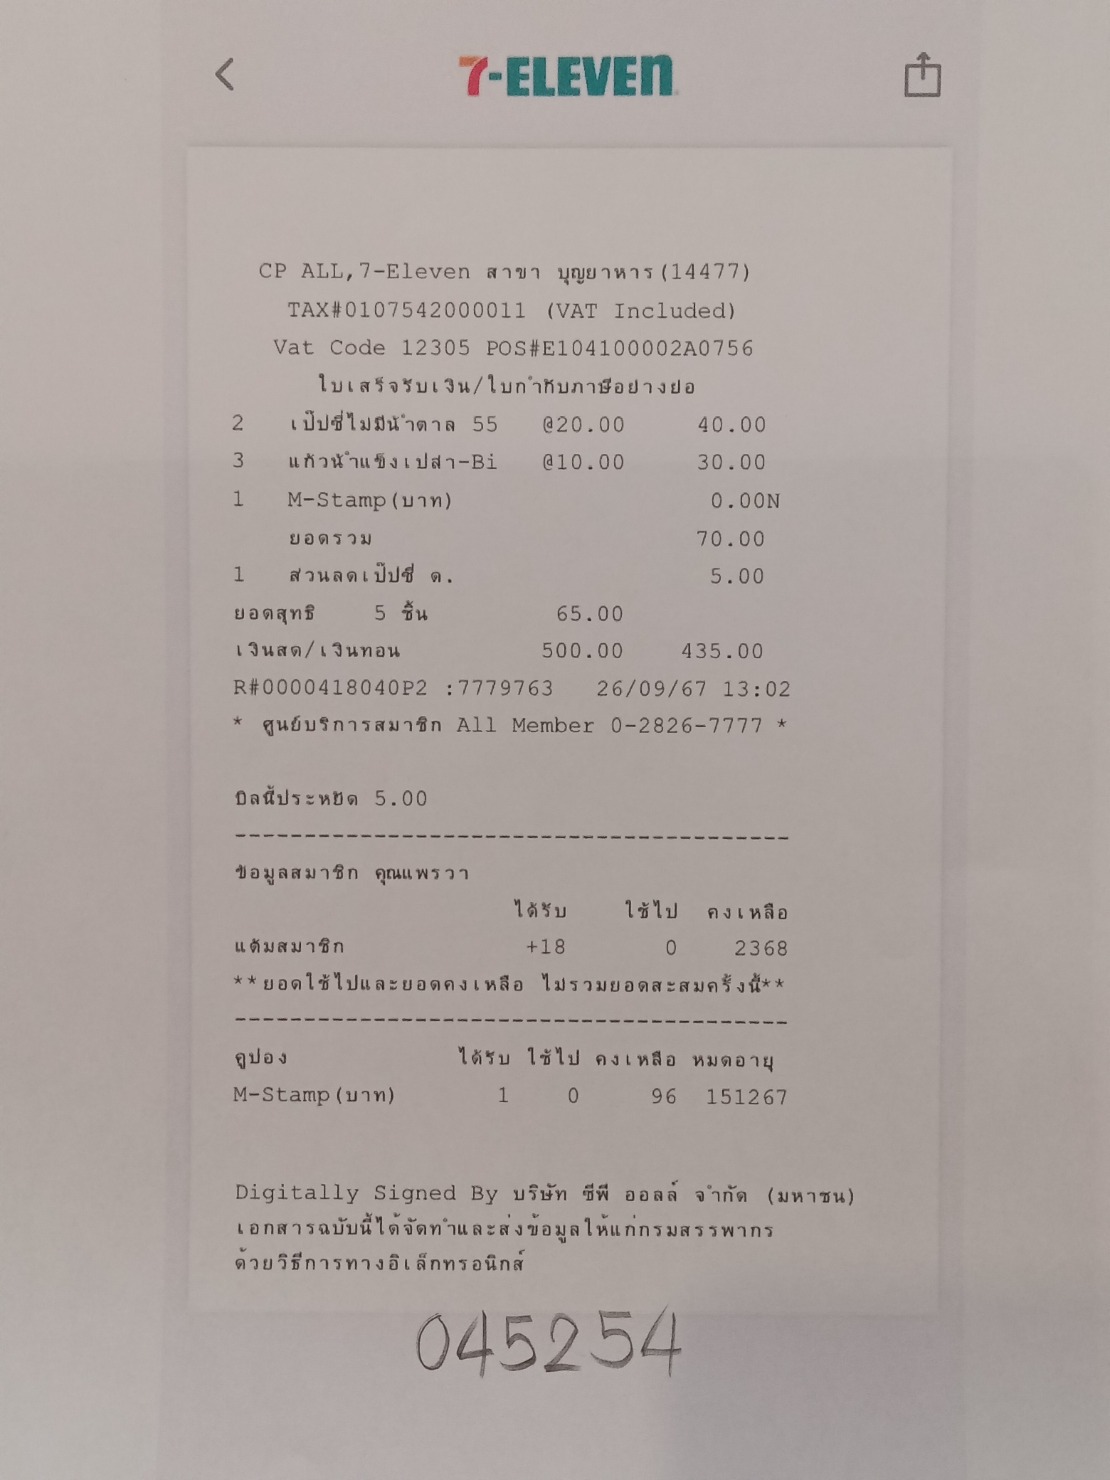 7-ELEVEN
CP ALL,7-Eleven สาขา บุญยาหาร(14477)
TAX#0107542000011 (VAT Included)
Vat Code 12305 POS#E104100002A0756
ใบเสร็จรับเงิน/ใบกำกับภาษีอย่างย่อ
2 เป๊ปซี่ไม่มีน้ำตาล 55 @20.00 40.00
3 แก้วน้ำแข็งเปล่า-Bi @10.00 30.00
1 M-Stamp(บาท) 0.00N
ยอดรวม 70.00
1 ส่วนลดเป๊ปซี่ ต. 5.00
ยอดสุทธิ 5 ชิ้น 65.00
เงินสด/เงินทอน 500.00 435.00
R#0000418040P2 :7779763 26/09/67 13:02
* ศูนย์บริการสมาชิก All Member 0-2826-7777 *
บิลนี้ประหยัด 5.00
----------------------------------------
ข้อมูลสมาชิก คุณแพรวา
ได้รับ ใช้ไป คงเหลือ
แต้มสมาชิก +18 0 2368
**ยอดใช้ไปและยอดคงเหลือ ไม่รวมยอดสะสมครั้งนี้**
----------------------------------------
คูปอง ได้รับ ใช้ไป คงเหลือ หมดอายุ
M-Stamp(บาท) 1 0 96 151267
Digitally Signed By บริษัท ซีพี ออลล์ จำกัด (มหาชน)
เอกสารฉบับนี้ได้จัดทำและส่งข้อมูลให้แก่กรมสรรพากร
ด้วยวิธีการทางอิเล็กทรอนิกส์
045254